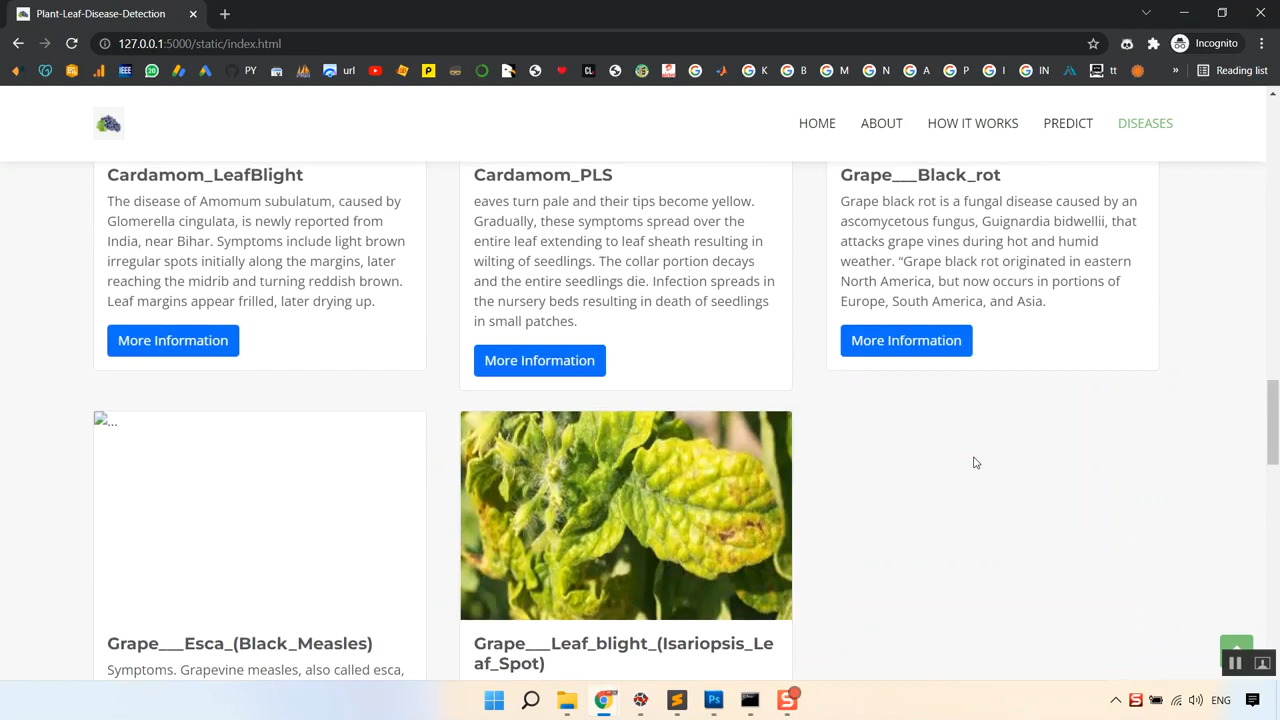 Plant-Leaf-Disease-Detection
127.0.0.1:5000/static/index.html
Incognito
PY
url
K
B
M
N
A
P
I
IN
tt
»
Reading list
HOME
ABOUT
HOW IT WORKS
PREDICT
DISEASES
Cardamom_LeafBlight
The disease of Amomum subulatum, caused by
Glomerella cingulata, is newly reported from
India, near Bihar. Symptoms include light brown
irregular spots initially along the margins, later
reaching the midrib and turning reddish brown.
Leaf margins appear frilled, later drying up.
More Information
Cardamom_PLS
eaves turn pale and their tips become yellow.
Gradually, these symptoms spread over the
entire leaf extending to leaf sheath resulting in
wilting of seedlings. The collar portion decays
and the entire seedlings die. Infection spreads in
the nursery beds resulting in death of seedlings
in small patches.
More Information
Grape___Black_rot
Grape black rot is a fungal disease caused by an
ascomycetous fungus, Guignardia bidwellii, that
attacks grape vines during hot and humid
weather. “Grape black rot originated in eastern
North America, but now occurs in portions of
Europe, South America, and Asia.
More Information
...
Grape___Esca_(Black_Measles)
Symptoms. Grapevine measles, also called esca,
Grape___Leaf_blight_(Isariopsis_Le
af_Spot)
ENG